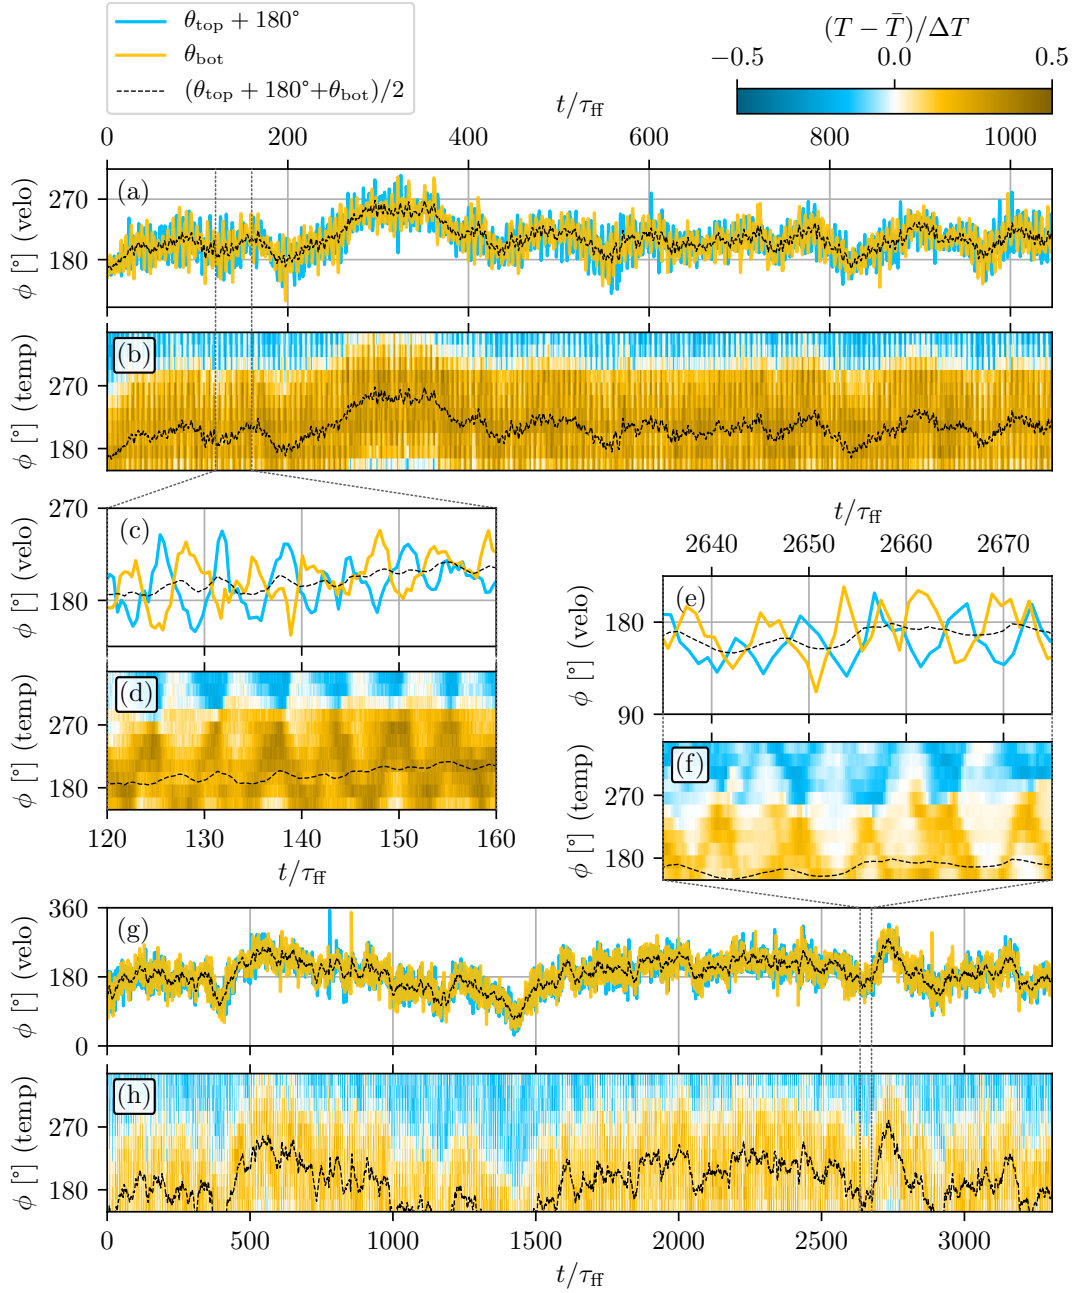 θtop + 180°
θbot
(θtop + 180°+θbot)/2
(T − T̄)/ΔT
−0.5 0.0 0.5
t/τff
0 200 400 600 800 1000
(a)
270
180
ϕ [°] (velo)
(b)
270
180
ϕ [°] (temp)
(c)
270
180
ϕ [°] (velo)
(d)
270
180
ϕ [°] (temp)
120 130 140 150 160
t/τff
t/τff
2640 2650 2660 2670
(e)
180
90
ϕ [°] (velo)
(f)
270
180
ϕ [°] (temp)
(g)
360
180
0
ϕ [°] (velo)
(h)
270
180
ϕ [°] (temp)
0 500 1000 1500 2000 2500 3000
t/τff